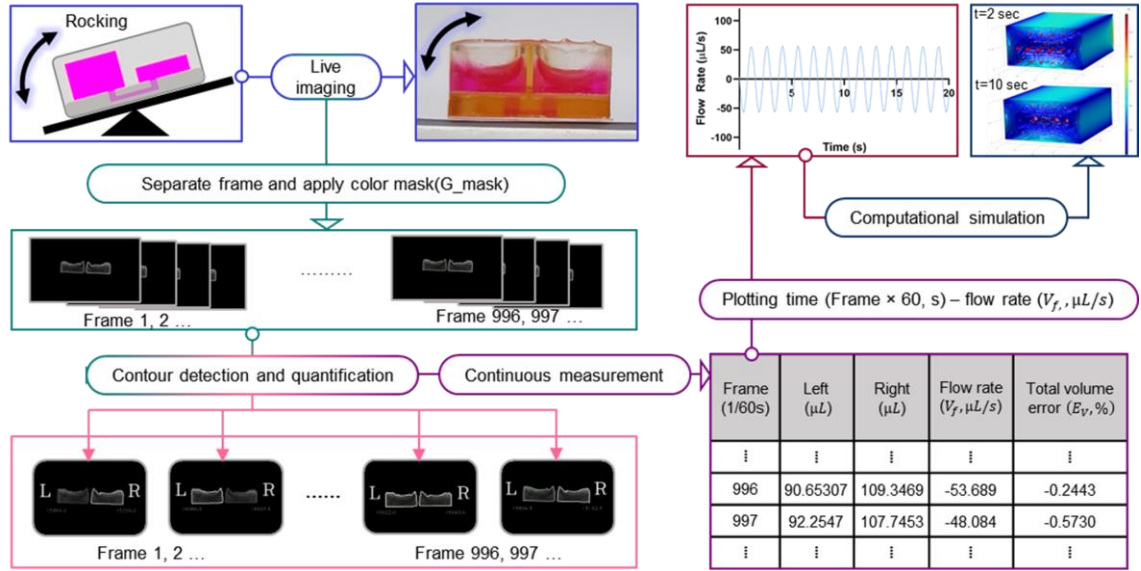 Rocking
Live
imaging
Separate frame and apply color mask(G_mask)
Frame 1, 2 ...
.........
Frame 996, 997 ...
Contour detection and quantification
Continuous measurement
L R
L R
......
L R
L R
Frame 1, 2 ...
Frame 996, 997 ...
Flow Rate (µL/s)
100
50
0
-50
-100
5
10
15
20
Time (s)
t=2 sec
t=10 sec
Computational simulation
Plotting time (Frame × 60, s) – flow rate (V_f, , µL/s)
Frame
(1/60s)
Left
(µL)
Right
(µL)
Flow rate
(V_f, µL/s)
Total volume
error (E_V, %)
⁞ ⁞ ⁞ ⁞ ⁞
996 90.65307 109.3469 -53.689 -0.2443
997 92.2547 107.7453 -48.084 -0.5730
⁞ ⁞ ⁞ ⁞ ⁞